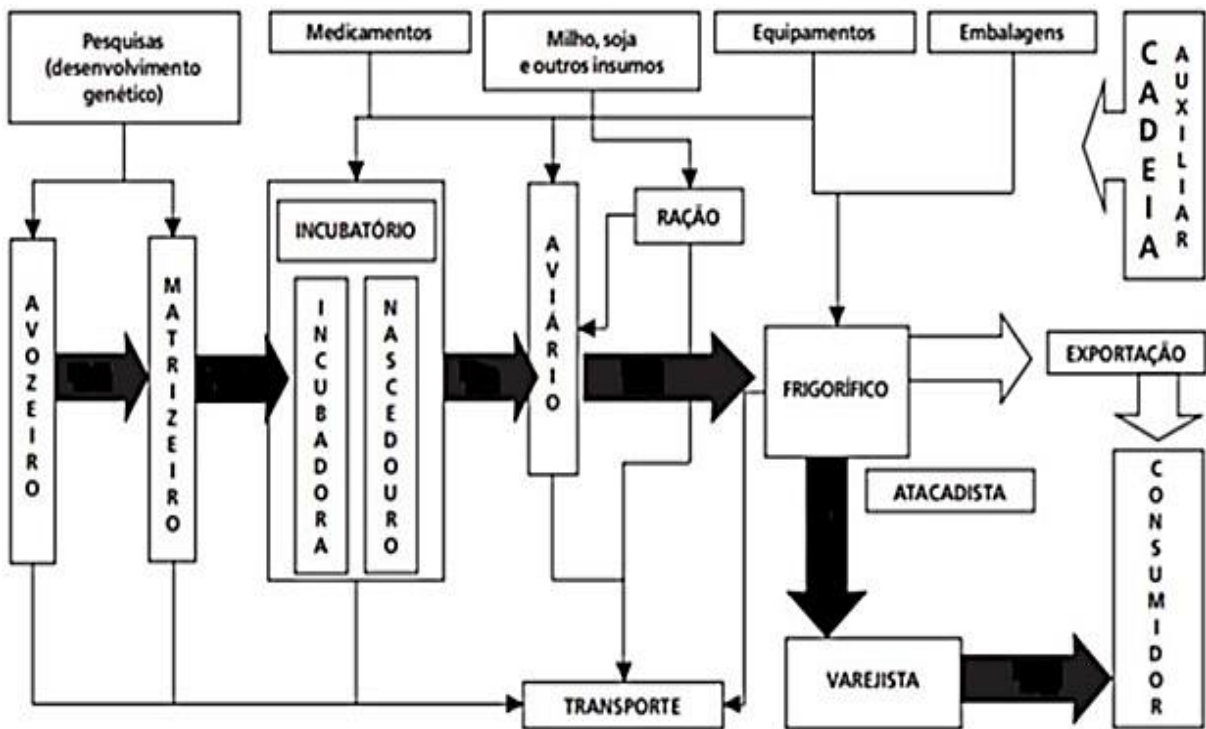 Pesquisas
(desenvolvimento
genético)
Medicamentos
Milho, soja
e outros insumos
Equipamentos
Embalagens
CADEIA
AUXILIAR
AVOZEIRO
MATRIZEIRO
INCUBATÓRIO
INCUBADORA
NASCEDOURO
AVIÁRIO
RAÇÃO
FRIGORÍFICO
EXPORTAÇÃO
ATACADISTA
VAREJISTA
CONSUMIDOR
TRANSPORTE